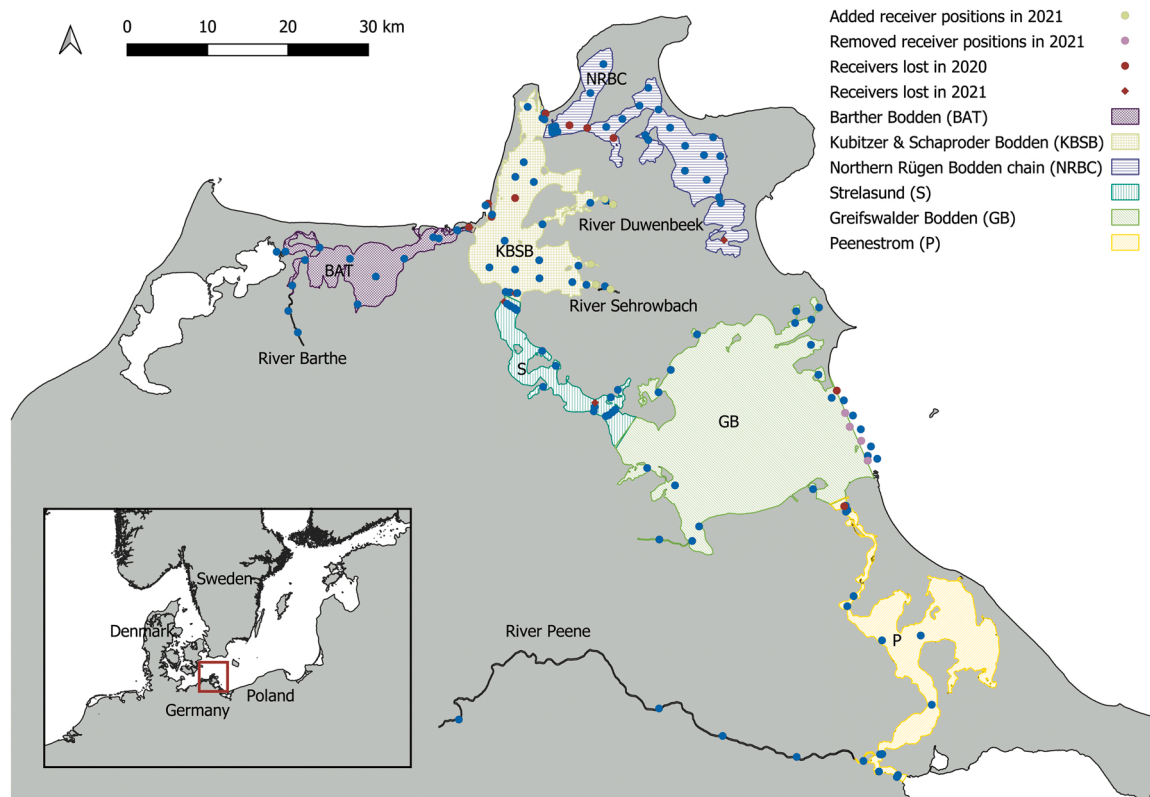 0 10 20 30 km
Added receiver positions in 2021
Removed receiver positions in 2021
Receivers lost in 2020
Receivers lost in 2021
Barther Bodden (BAT)
Kubitzer & Schaproder Bodden (KBSB)
Northern Rügen Bodden chain (NRBC)
Strelasund (S)
Greifswalder Bodden (GB)
Peenestrom (P)
NRBC
River Duwenbeek
KBSB
BAT
River Sehrowbach
River Barthe
S
GB
Sweden
Denmark
Poland
Germany
River Peene
P